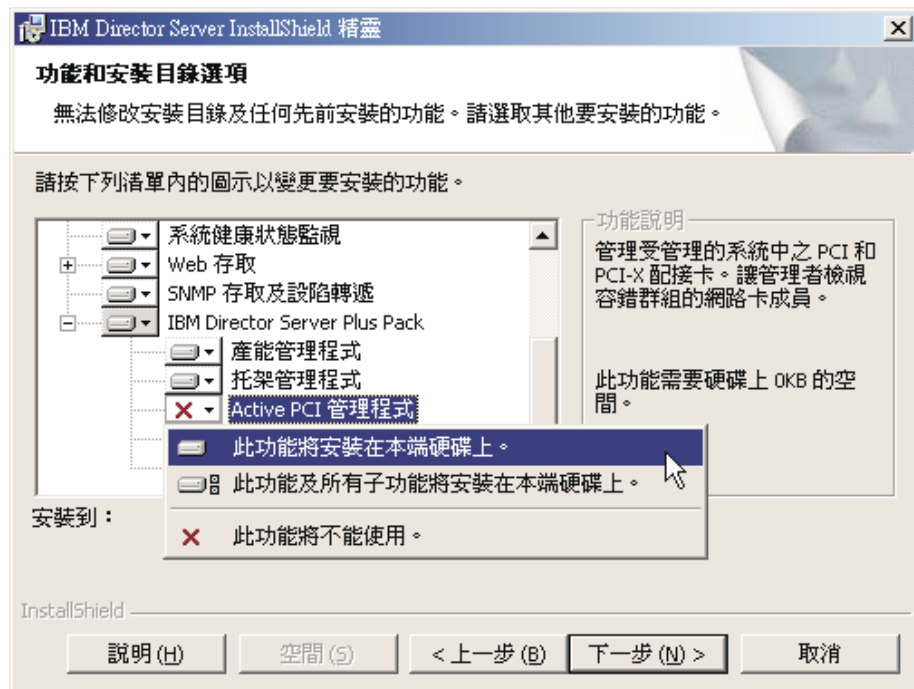 IBM Director Server InstallShield 精靈
功能和安裝目錄選項
無法修改安裝目錄及任何先前安裝的功能。請選取其他要安裝的功能。
請按下列清單內的圖示以變更要安裝的功能。
系統健康狀態監視
Web 存取
SNMP 存取及設陷轉遞
IBM Director Server Plus Pack
產能管理程式
托架管理程式
Active PCI 管理程式
此功能將安裝在本端硬碟上。
此功能及所有子功能將安裝在本端硬碟上。
此功能將不能使用。
功能說明
管理受管理的系統中之 PCI 和
PCI-X 配接卡。讓管理者檢視
容錯群組的網路卡成員。
此功能需要硬碟上 0KB 的空
間。
安裝到：
InstallShield
說明(H)
空間(S)
<上一步(B)
下一步(N) >
取消